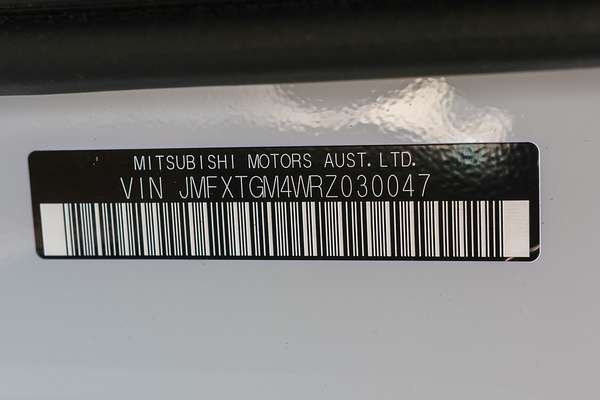 MITSUBISHI MOTORS AUST. LTD.
VIN JMFXTGM4WRZ030047